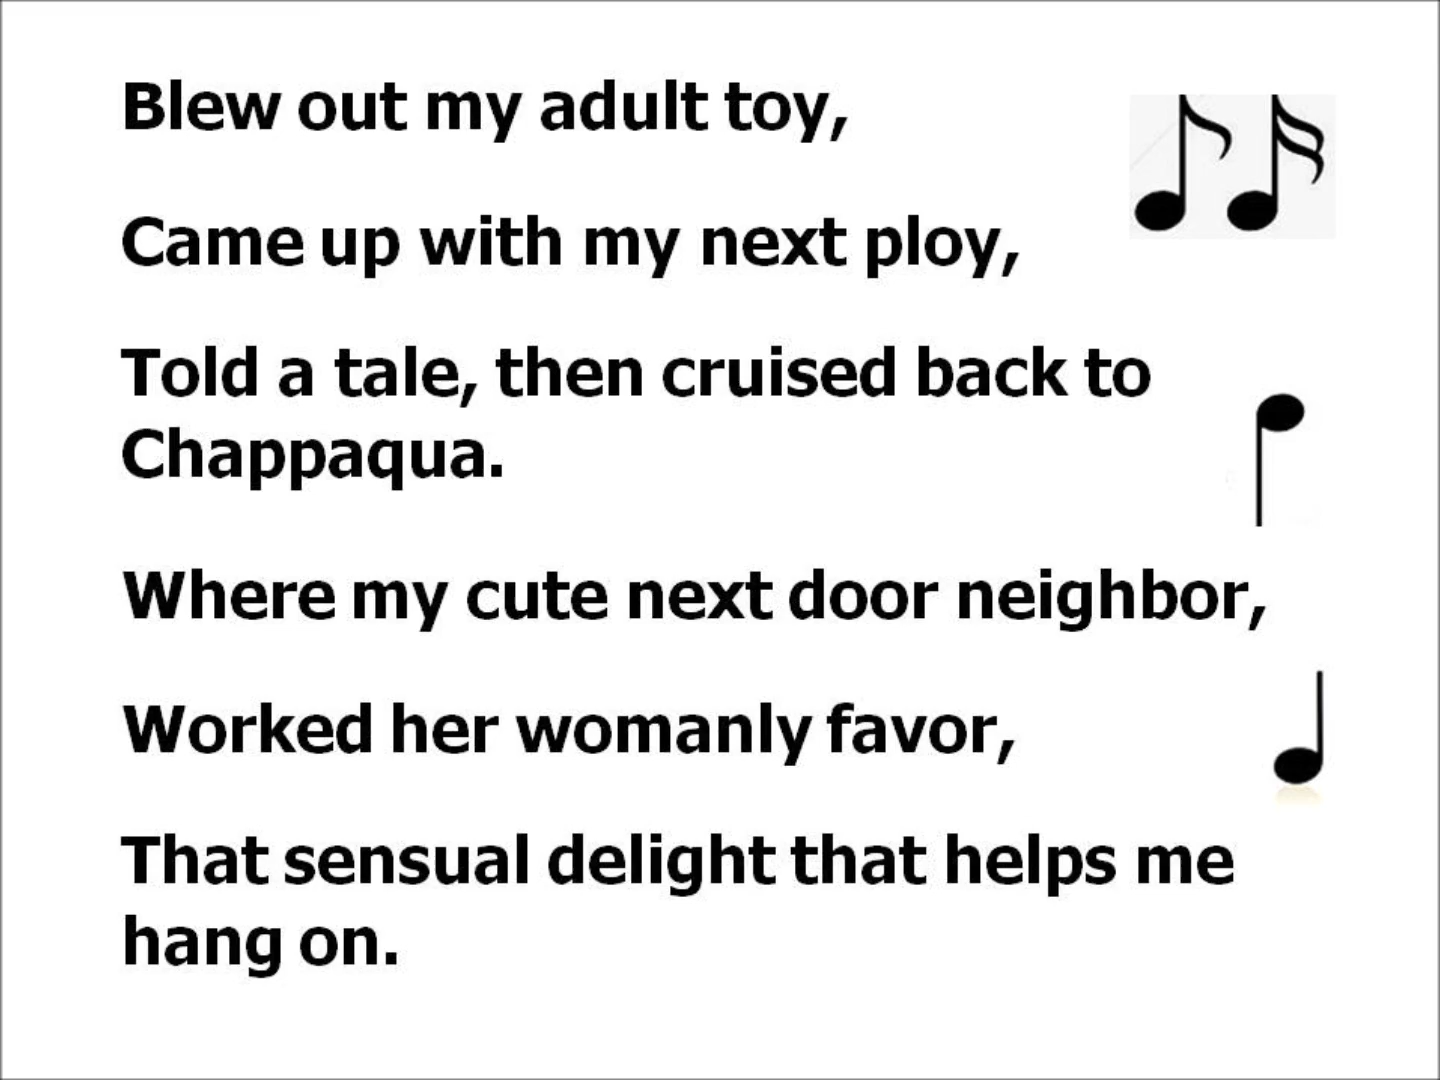 Blew out my adult toy,
Came up with my next ploy,
Told a tale, then cruised back to
Chappaqua.
Where my cute next door neighbor,
Worked her womanly favor,
That sensual delight that helps me
hang on.